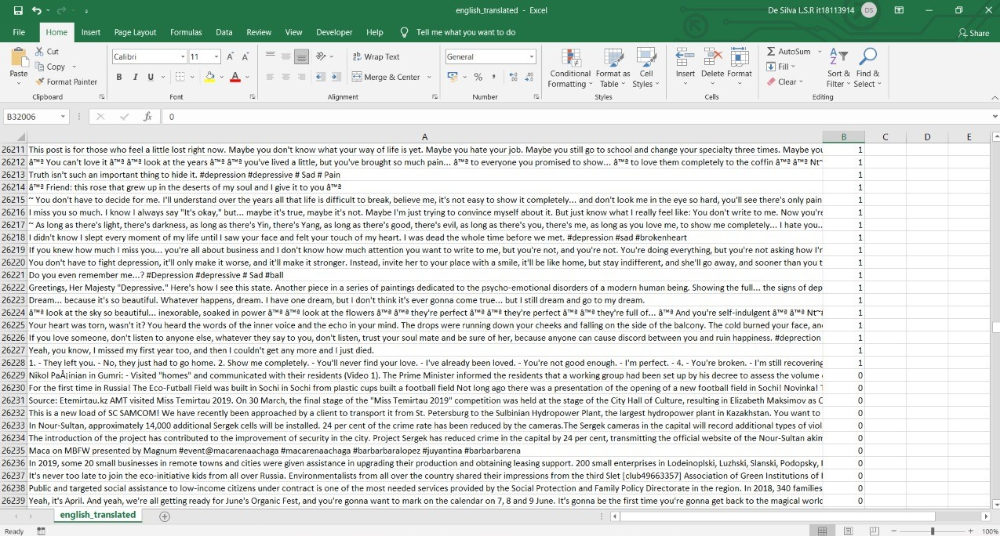 english_translated - Excel
De Silva L.S.R it18113914 DS
File Home Insert Page Layout Formulas Data Review View Developer Help Tell me what you want to do Share
Paste Cut Copy Format Painter Clipboard
Calibri 11 A A B I U A Font
Wrap Text Merge & Center Alignment
General % , Number
Conditional Formatting Format as Table Cell Styles Styles
Insert Delete Format Cells
AutoSum Fill Clear Sort & Filter Find & Select Editing
B32006 fx 0
A B C D E
26211 This post is for those who feel a little lost right now. Maybe you don't know what your way of life is yet. Maybe you hate your job. Maybe you still go to school and change your specialty three times. Maybe you 1
26212 â™ª You can't love it â™ª â™ª look at the years â™ª â™ª you've lived a little, but you've brought so much pain... â™ª to everyone you promised to show... â™ª to love them completely to the coffin â™ª â™ª Nt~ 1
26213 Truth isn't such an important thing to hide it. #depression #depressive # Sad # Pain 1
26214 â™ª Friend: this rose that grew up in the deserts of my soul and I give it to you â™ª 1
26215 ~ You don't have to decide for me. I'll understand over the years all that life is difficult to break, believe me, it's not easy to show it completely... and don't look me in the eye so hard, you'll see there's only pain 1
26216 I miss you so much. I know I always say "It's okay," but... maybe it's true, maybe it's not. Maybe I'm just trying to convince myself about it. But just know what I really feel like: You don't write to me. Now you're 1
26217 ~ As long as there's light, there's darkness, as long as there's Yin, there's Yang, as long as there's good, there's evil, as long as there's you, there's me, as long as you love me, to show me completely... I hate you.. 1
26218 I didn't know I slept every moment of my life until I saw your face and felt your touch of my heart. I was dead the whole time before we met. #depression #sad #brokenheart 1
26219 If you knew how much I miss you... you're all about business and I don't know how much attention you want to write to me, but you're not, and you're not. You're doing everything, but you're not asking how I'r 1
26220 You don't have to fight depression, it'll only make it worse, and it'll make it stronger. Instead, invite her to your place with a smile, it'll be like home, but stay indifferent, and she'll go away, and sooner than you t 1
26221 Do you even remember me...? #Depression #depressive # Sad #ball 1
26222 Greetings, Her Majesty "Depressive." Here's how I see this state. Another piece in a series of paintings dedicated to the psycho-emotional disorders of a modern human being. Showing the full... the signs of dep 1
26223 Dream... because it's so beautiful. Whatever happens, dream. I have one dream, but I don't think it's ever gonna come true... but I still dream and go to my dream. 1
26224 â™ª look at the sky so beautiful... inexorable, soaked in power â™ª â™ª look at the flowers â™ª â™ª they're perfect â™ª â™ª they're perfect â™ª â™ª they're full of... â™ª And you're self-indulgent â™ª â™ª Nt~ 1
26225 Your heart was torn, wasn't it? You heard the words of the inner voice and the echo in your mind. The drops were running down your cheeks and falling on the side of the balcony. The cold burned your face, an 1
26226 If you love someone, don't listen to anyone else, whatever they say to you, don't listen, trust your soul mate and be sure of her, because anyone can cause discord between you and ruin happiness. #deprection 1
26227 Yeah, you know, I missed my first year too, and then I couldn't get any more and I just died. 1
26228 1. - They left you. - No, they just had to go home. 2. Show me completely. - You'll never find your love. - I've already been loved. - You're not good enough. - I'm perfect. - 4. - You're broken. - I'm still recovering 1
26229 Nikol PaÅ¡inian in Gumri: - Visited "homes" and communicated with their residents (Video 1). The Prime Minister informed the residents that a working group had been set up by his decree to assess the volume 0
26230 For the first time in Russia! The Eco-Futball Field was built in Sochi in Sochi from plastic cups built a football field Not long ago there was a presentation of the opening of a new football field in Sochi! Novinka! 0
26231 Source: Etemirtau.kz AMT visited Miss Temirtau 2019. On 30 March, the final stage of the "Miss Temirtau 2019" competition was held at the stage of the City Hall of Culture, resulting in Elizabeth Maksimov as C 0
26232 This is a new load of SC SAMCOM! We have recently been approached by a client to transport it from St. Petersburg to the Sulbinian Hydropower Plant, the largest hydropower plant in Kazakhstan. You want to 0
26233 In Nour-Sultan, approximately 14,000 additional Sergek cells will be installed. 24 per cent of the crime rate has been reduced by the cameras.The Sergek cameras in the capital will record additional types of viol 0
26234 The introduction of the project has contributed to the improvement of security in the city. Project Sergek has reduced crime in the capital by 24 per cent, transmitting the official website of the Nour-Sultan akim 0
26235 Maca on MBFW presented by Magnum #event@macarenaachaga #macarenaachaga #barbarbaralopez #juyantina #barbarbarena 0
26236 In 2019, some 20 small businesses in remote towns and cities were given assistance in upgrading their production and obtaining leasing support. 200 small enterprises in Lodeinoplski, Luzhski, Slanski, Podopsky, I 0
26237 It's never too late to join the eco-initiative kids from all over Russia. Environmentalists from all over the country shared their impressions from the third Slet [club49663357] Association of Green Institutions of I 0
26238 Public and targeted social assistance to low-income citizens under contract is one of the most needed services provided by the Social Protection and Family Policy Directorate in the region. In 2018, 340 families 0
26239 Yeah, it's April. And yeah, we're all getting ready for June's Organic Fest, and you're gonna want to mark on the calendar on 7, 8 and 9 June. It's gonna be the first time you're gonna get back to the magical world 0
english_translated
Ready 100%